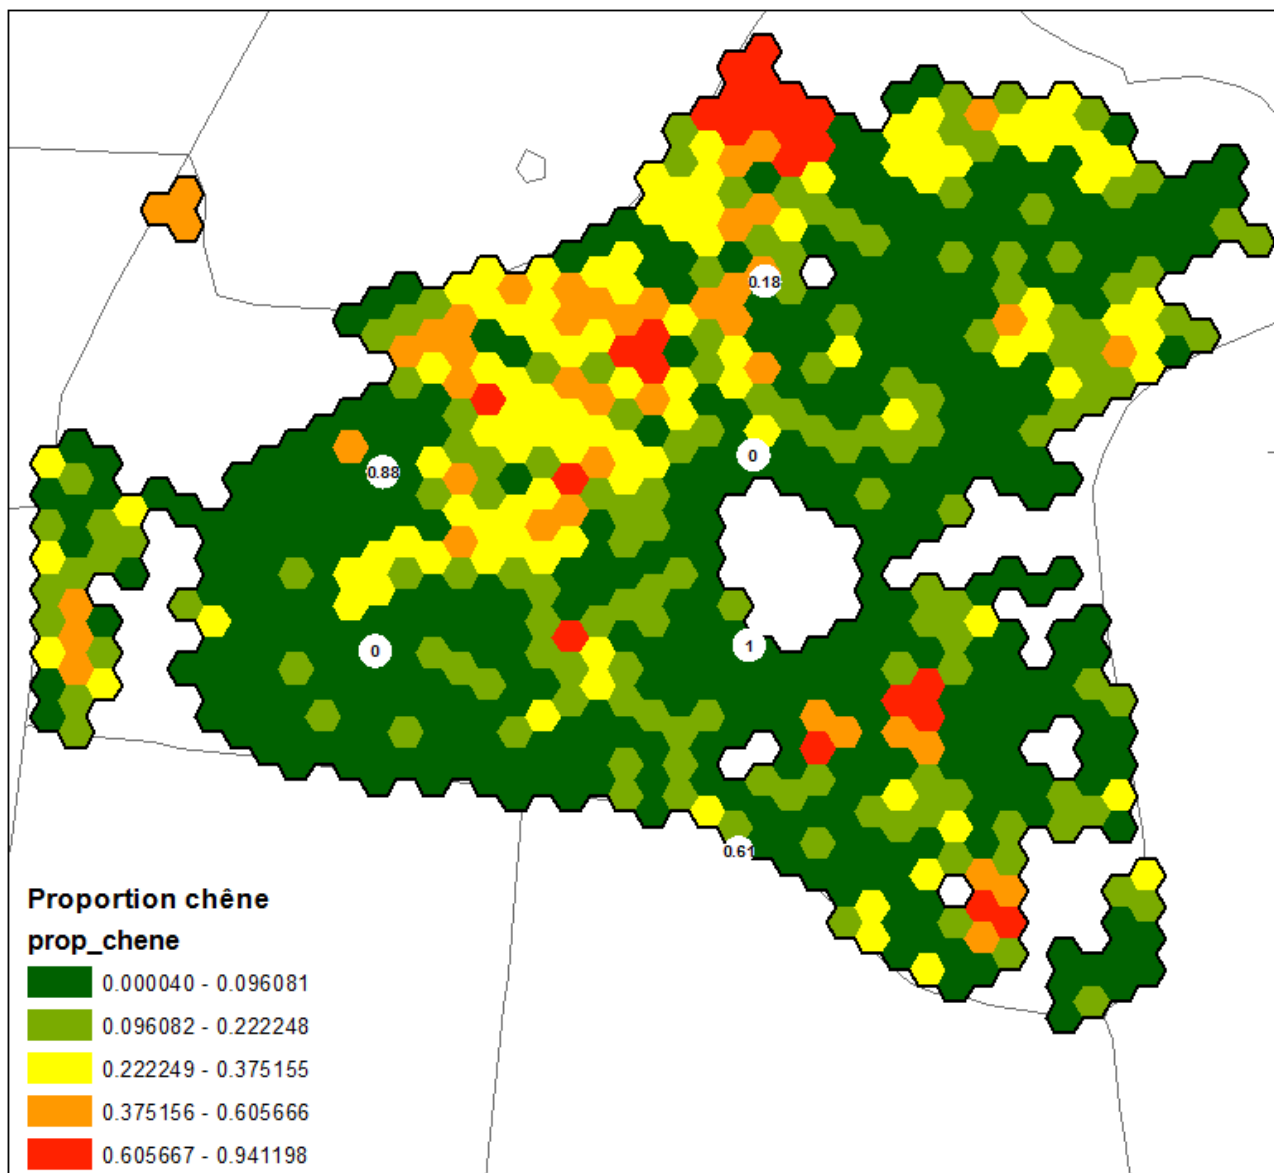 0.18
0
0.88
0
1
0.61
Proportion chêne
prop_chene
0.000040 - 0.096081
0.096082 - 0.222248
0.222249 - 0.375155
0.375156 - 0.605666
0.605667 - 0.941198